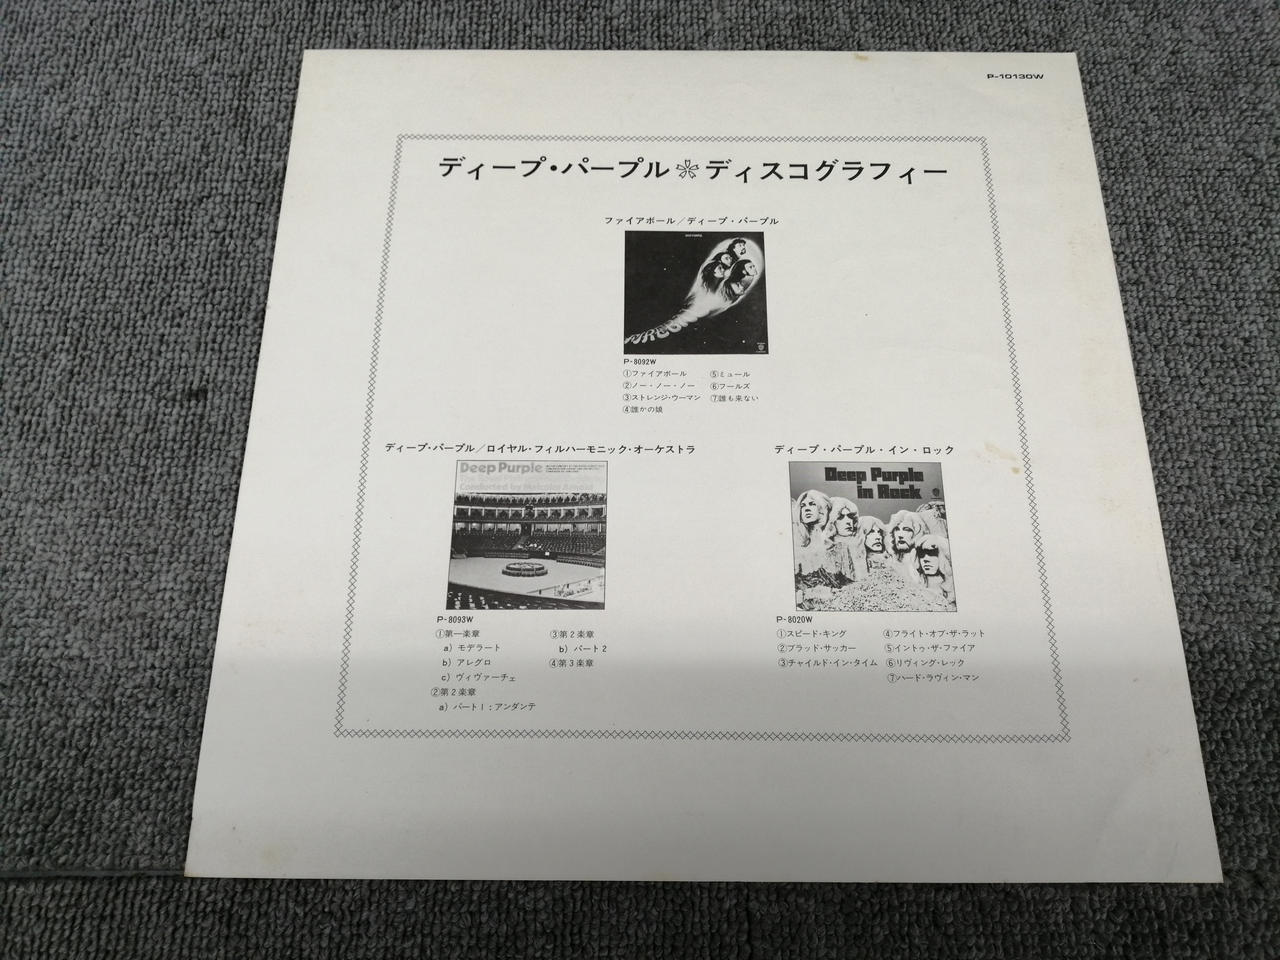 P-10130W
ディープ・パープル ディスコグラフィー
ファイアボール／ディープ・パープル
P-8092W
①ファイアボール ⑤ミュール
②ノー・ノー・ノー ⑥フールズ
③ストレンジ・ウーマン ⑦誰も来ない
④誰かの娘
ディープ・パープル／ロイヤル・フィルハーモニック・オーケストラ
Deep Purple
Conducted by Malcolm Arnold
P-8093W
①第一楽章 ③第2楽章
a) モデラート b) パート2
b) アレグロ ④第3楽章
c) ヴィヴァーチェ
②第2楽章
a) パートI：アンダンテ
ディープ・パープル・イン・ロック
Deep Purple
in Rock
P-8020W
①スピード・キング ④フライト・オブ・ザ・ラット
②ブラッド・サッカー ⑤イントゥ・ザ・ファイア
③チャイルド・イン・タイム ⑥リヴィング・レック
⑦ハード・ラヴィン・マン